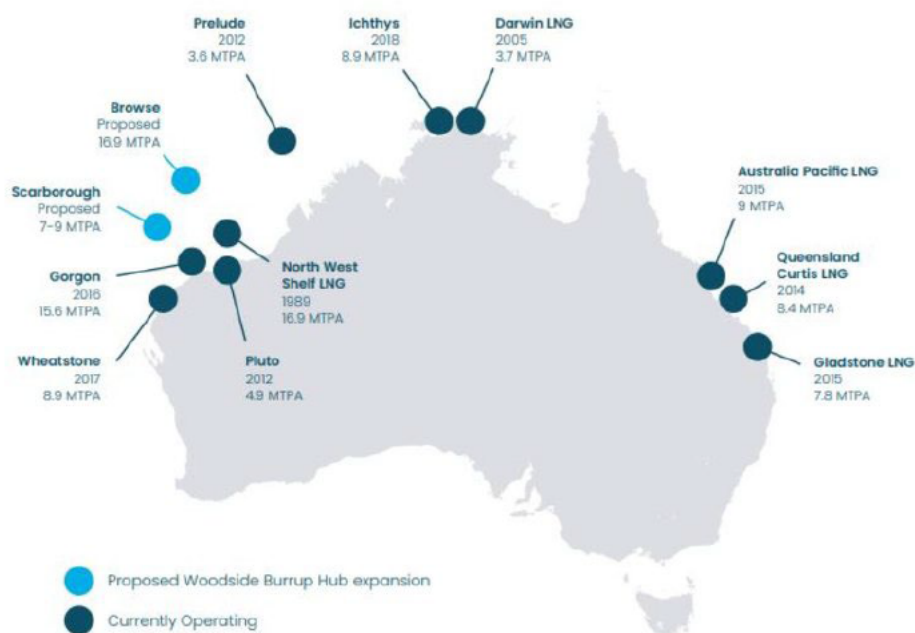 Prelude
2012
3.6 MTPA
Ichthys
2018
8.9 MTPA
Darwin LNG
2005
3.7 MTPA
Browse
Proposed
16.9 MTPA
Scarborough
Proposed
7-9 MTPA
Gorgon
2016
15.6 MTPA
Wheatstone
2017
8.9 MTPA
North West
Shelf LNG
1989
16.9 MTPA
Pluto
2012
4.9 MTPA
Australia Pacific LNG
2015
9 MTPA
Queensland
Curtis LNG
2014
8.4 MTPA
Gladstone LNG
2015
7.8 MTPA
Proposed Woodside Burrup Hub expansion
Currently Operating